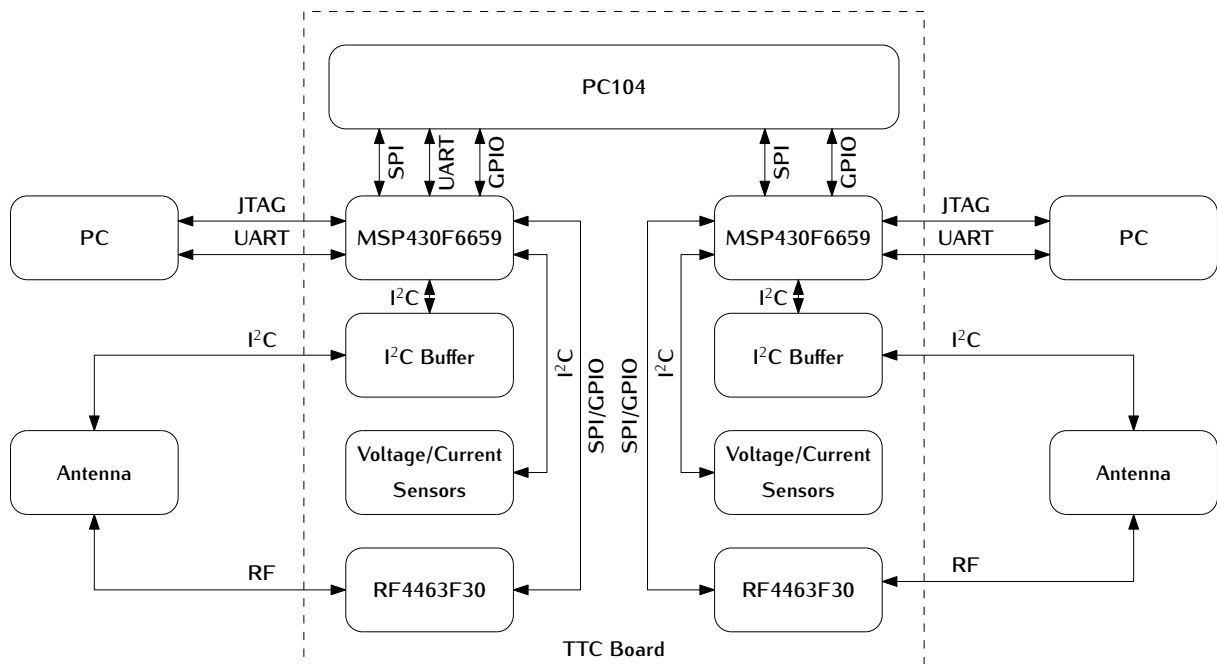 PC104
SPI
UART
GPIO
SPI
GPIO
PC
JTAG
UART
MSP430F6659
MSP430F6659
JTAG
UART
PC
I²C
I²C
I²C
I²C Buffer
I²C
SPI/GPIO
SPI/GPIO
I²C
I²C Buffer
I²C
Antenna
Voltage/Current
Sensors
Voltage/Current
Sensors
Antenna
RF
RF4463F30
RF4463F30
RF
TTC Board